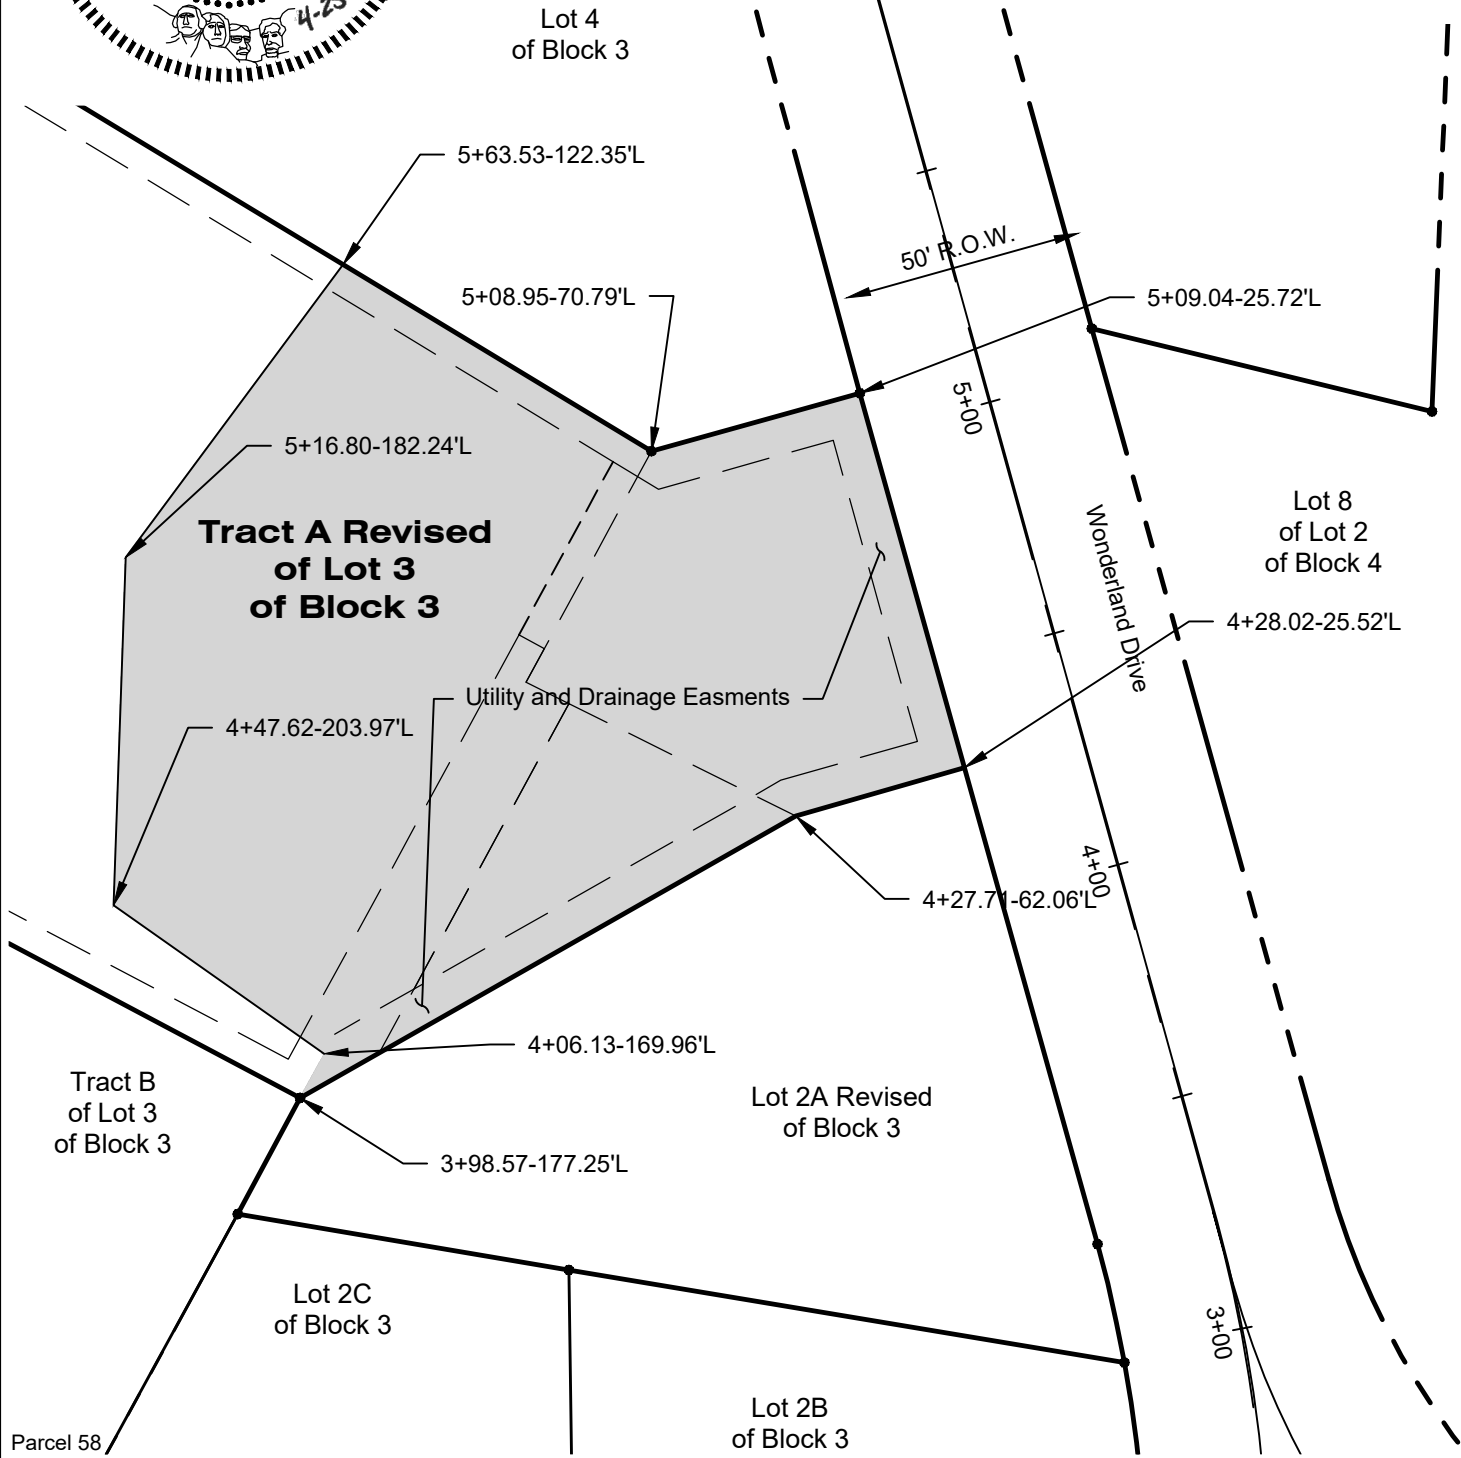 4-25
Lot 4
of Block 3
5+63.53-122.35'L
50' R.O.W.
5+08.95-70.79'L
5+09.04-25.72'L
5+00
5+16.80-182.24'L
Tract A Revised
of Lot 3
of Block 3
Lot 8
of Lot 2
of Block 4
Wonderland Drive
4+28.02-25.52'L
Utility and Drainage Easments
4+47.62-203.97'L
4+00
4+27.71-62.06'L
4+06.13-169.96'L
Tract B
of Lot 3
of Block 3
Lot 2A Revised
of Block 3
3+98.57-177.25'L
Lot 2C
of Block 3
3+00
Lot 2B
of Block 3
Parcel 58